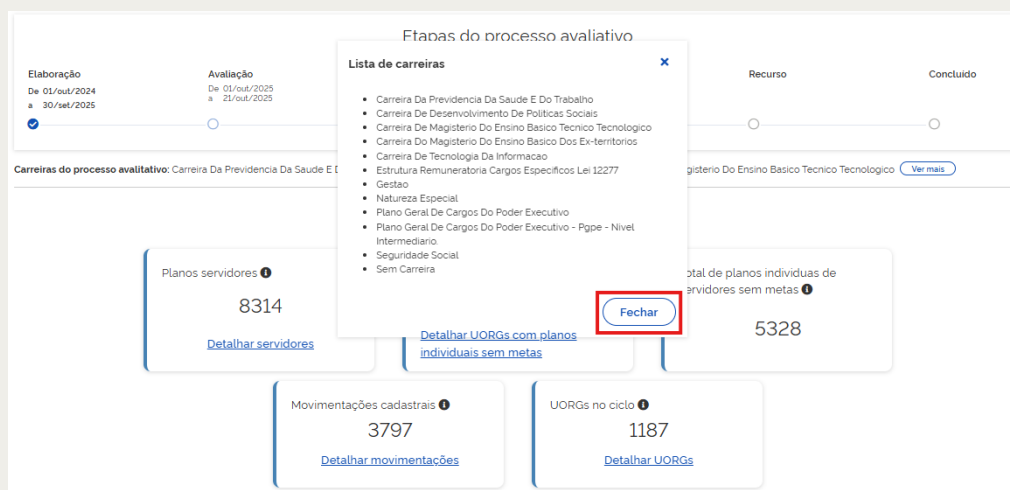 Etapas do processo avaliativo
Elaboração
De 01/out/2024
a 30/set/2025
Avaliação
De 01/out/2025
a 21/out/2025
Recurso
Concluído
Lista de carreiras
Carreira Da Previdencia Da Saude E Do Trabalho
Carreira De Desenvolvimento De Politicas Sociais
Carreira De Magisterio Do Ensino Basico Tecnico Tecnologico
Carreira Do Magisterio Do Ensino Basico Dos Ex-territorios
Carreira De Tecnologia Da Informacao
Estrutura Remuneratoria Cargos Especificos Lei 12277
Gestao
Natureza Especial
Plano Geral De Cargos Do Poder Executivo
Plano Geral De Cargos Do Poder Executivo - Pgpe - Nivel
Intermediario.
Seguridade Social
Sem Carreira
Fechar
Carreiras do processo avalitativo: Carreira Da Previdencia Da Saude E Do Ensino Basico Tecnico Tecnologico Ver mais
Planos servidores
8314
Detalhar servidores
Detalhar UORGs com planos
individuais sem metas
de planos individuas de
sem metas
5328
Movimentações cadastrais
3797
Detalhar movimentações
UORGs no ciclo
1187
Detalhar UORGs